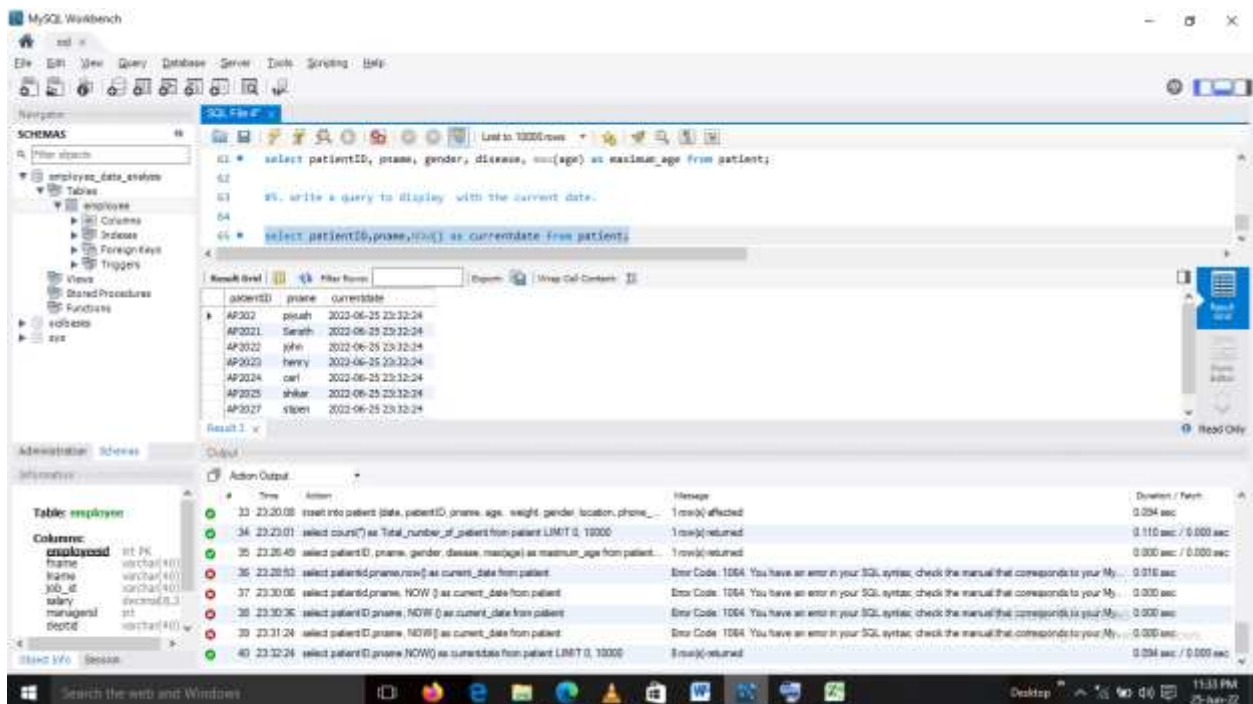 MySQL Workbench
File Edit View Query Database Server Tools Scripting Help
Navigator
SQL File 4*
SCHEMAS
Filter objects
employee_data_analysis
Tables
employee
Columns
Indexes
Foreign Keys
Triggers
Views
Stored Procedures
Functions
sys
Administration Schemas
Information
Table: employee
Columns:
employeeid int PK
fname varchar(40)
lname varchar(40)
job_id varchar(40)
salary
managerid int
deptid varchar(40)
Object Info Session
Limit to 10000 rows
61 select patientID, pname, gender, disease, max(age) as maximum_age from patient;
62
63 #5. write a query to display with the current date.
64
65 select patientID,pname,NOW() as currentdate from patient;
Result Grid Filter Rows: Export: Wrap Cell Content:
patientID pname currentdate
AP202 piyush 2022-06-25 23:32:24
AP2021 Sarath 2022-06-25 23:32:24
AP2022 john 2022-06-25 23:32:24
AP2023 henry 2022-06-25 23:32:24
AP2024 carl 2022-06-25 23:32:24
AP2025 shikar 2022-06-25 23:32:24
AP2027 stipen 2022-06-25 23:32:24
Result Grid
Form Editor
Result 3
Read Only
Output
Action Output
# Time Action Message Duration / Fetch
33 23:20:08 insert into patient (date, patientID, pname, age, weight, gender, location, phone_... 1 row(s) affected 0.094 sec
34 23:23:01 select count(*) as Total_number_of_patient from patient LIMIT 0, 10000 1 row(s) returned 0.110 sec / 0.000 sec
35 23:26:49 select patientID, pname, gender, disease, max(age) as maximum_age from patient... 1 row(s) returned 0.000 sec / 0.000 sec
36 23:28:53 select patientid,pname,now() as current_date from patient Error Code: 1064. You have an error in your SQL syntax; check the manual that corresponds to your My... 0.016 sec
37 23:30:06 select patientid,pname, NOW () as current_date from patient Error Code: 1064. You have an error in your SQL syntax; check the manual that corresponds to your My... 0.000 sec
38 23:30:36 select patientID,pname, NOW () as current_date from patient Error Code: 1064. You have an error in your SQL syntax; check the manual that corresponds to your My... 0.000 sec
39 23:31:24 select patientID,pname, NOW() as current_date from patient Error Code: 1064. You have an error in your SQL syntax; check the manual that corresponds to your My... 0.000 sec
40 23:32:24 select patientID,pname,NOW() as currentdate from patient LIMIT 0, 10000 8 row(s) returned 0.094 sec / 0.000 sec
Search the web and Windows
Desktop
11:33 PM
25-Jun-22